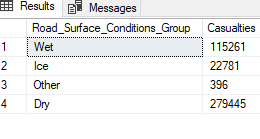 Results Messages
Road_Surface_Conditions_Group Casualties
1 Wet 115261
2 Ice 22781
3 Other 396
4 Dry 279445